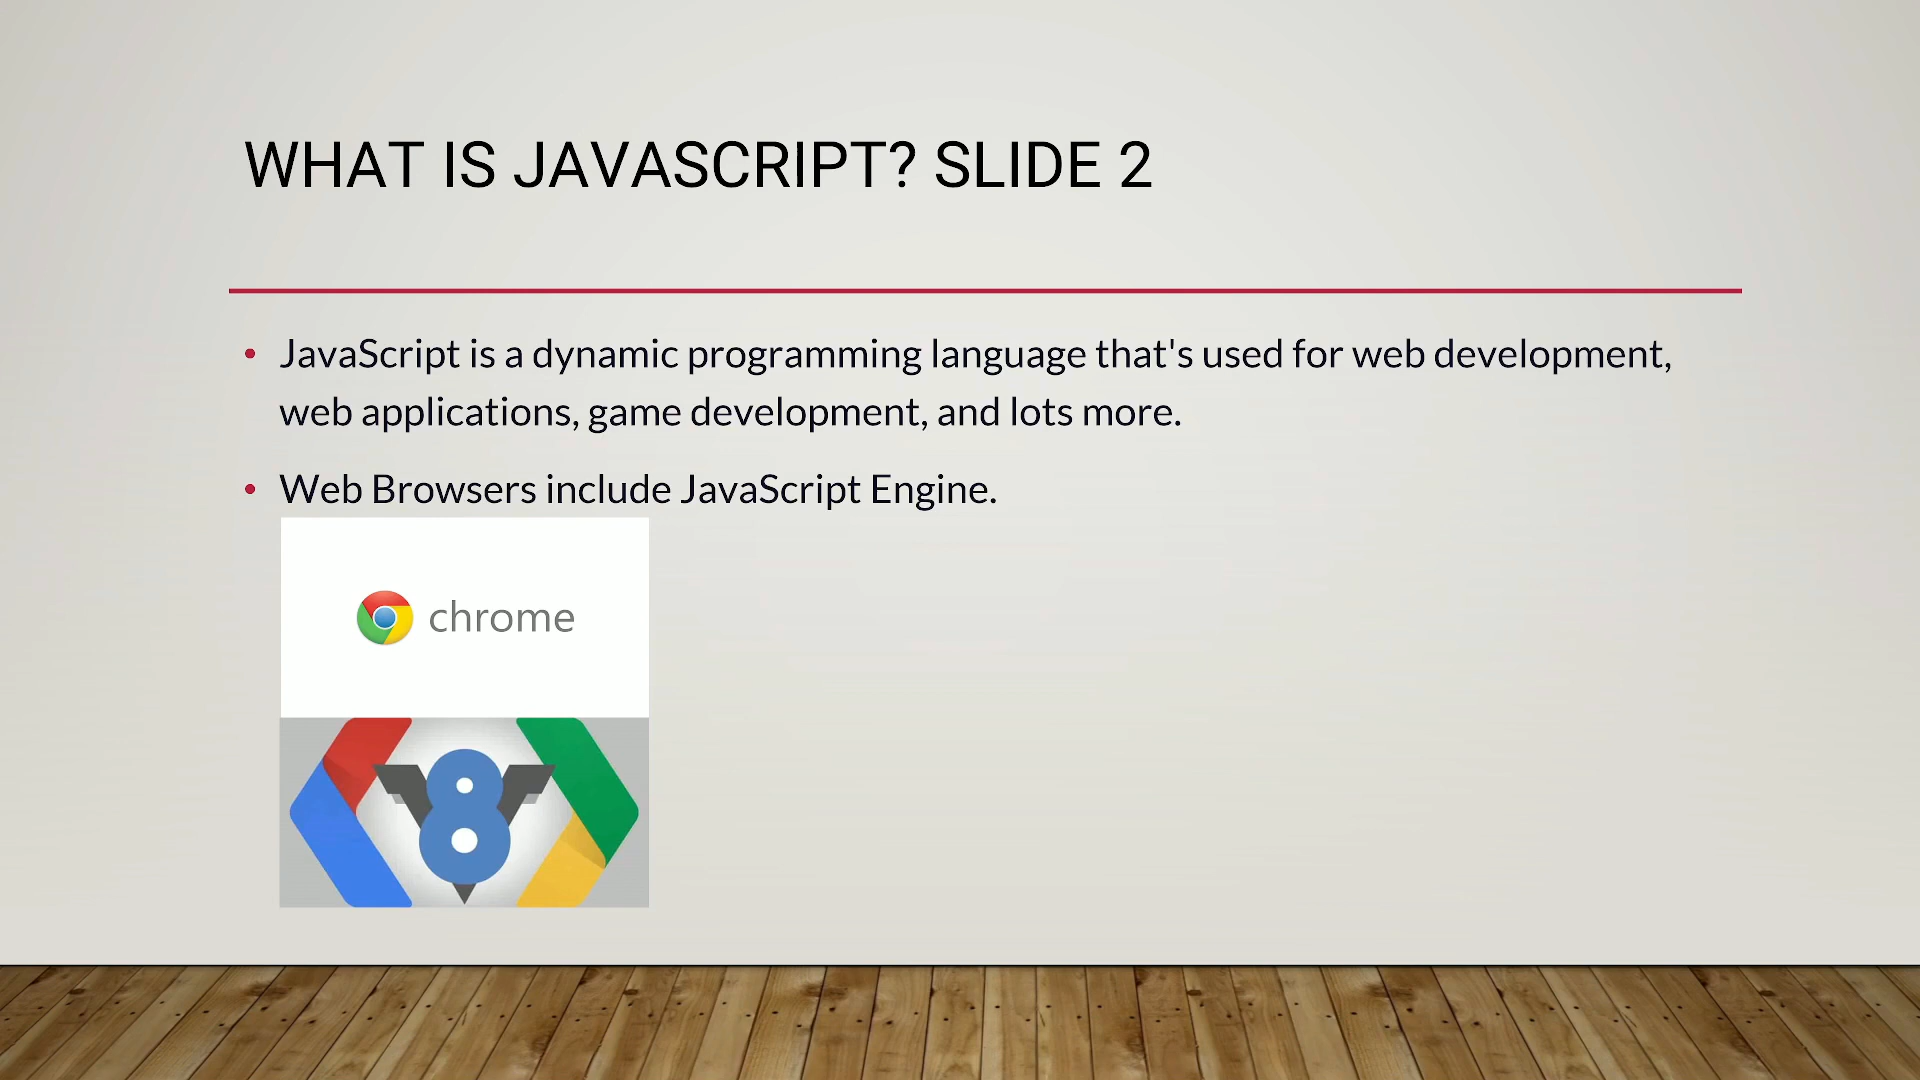 WHAT IS JAVASCRIPT? SLIDE 2
• JavaScript is a dynamic programming language that's used for web development,
web applications, game development, and lots more.
• Web Browsers include JavaScript Engine.
chrome
V8